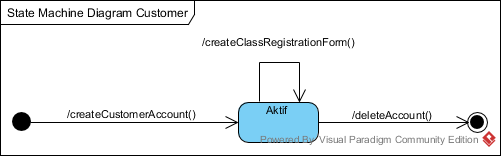 State Machine Diagram Customer
/createClassRegistrationForm()
Aktif
/createCustomerAccount()
/deleteAccount()
Powered By Visual Paradigm Community Edition